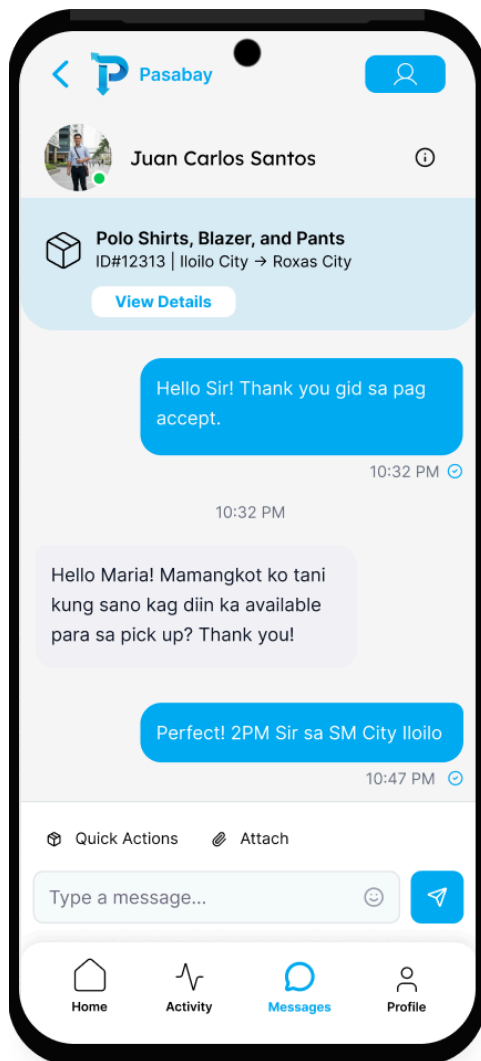 Pasabay
Juan Carlos Santos
Polo Shirts, Blazer, and Pants
ID#12313 | Iloilo City → Roxas City
View Details
Hello Sir! Thank you gid sa pag
accept.
10:32 PM
10:32 PM
Hello Maria! Mamangkot ko tani
kung sano kag diin ka available
para sa pick up? Thank you!
Perfect! 2PM Sir sa SM City Iloilo
10:47 PM
Quick Actions
Attach
Type a message...
Home
Activity
Messages
Profile